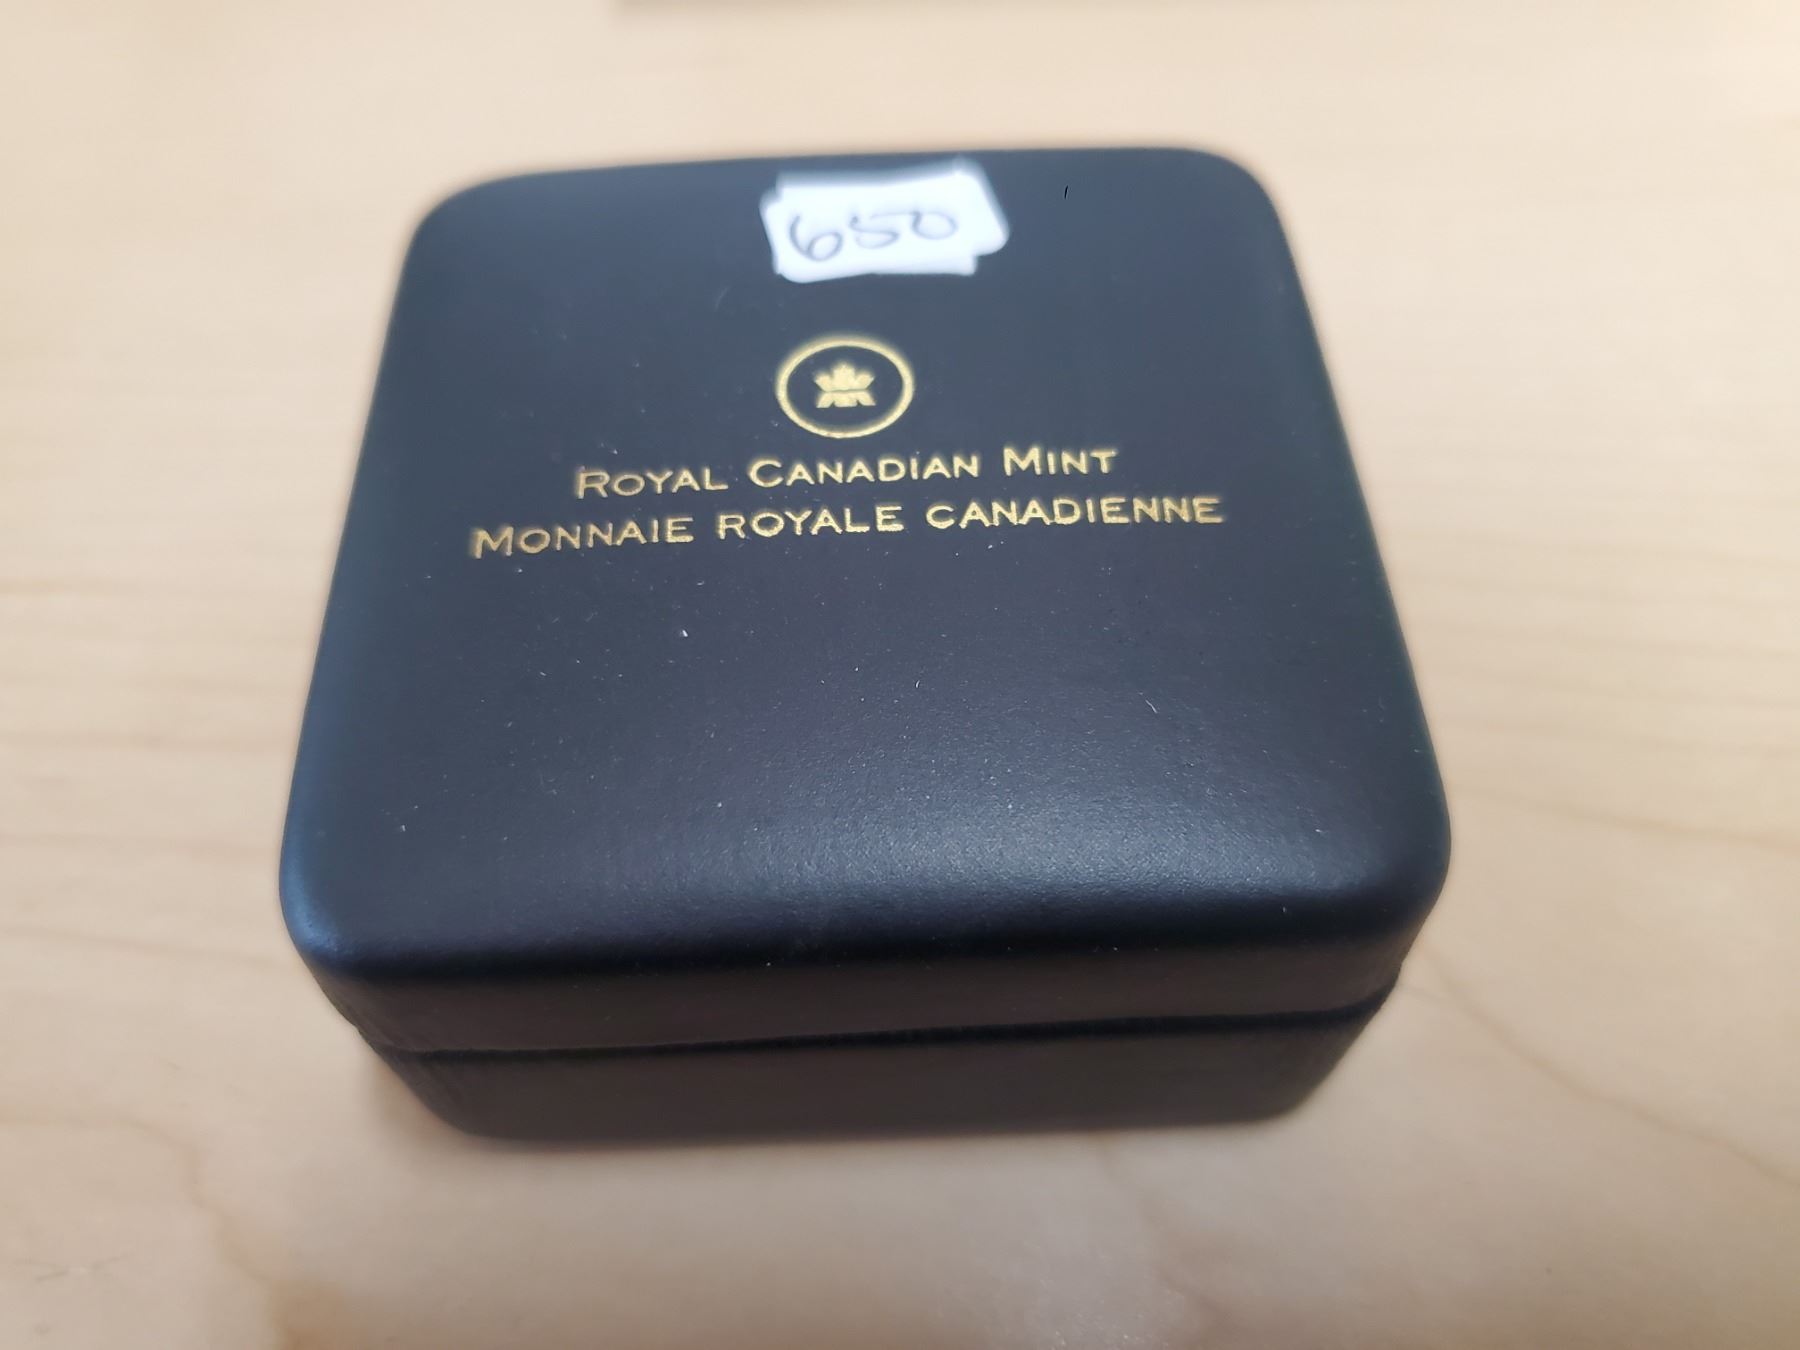 650
ROYAL CANADIAN MINT
MONNAIE ROYALE CANADIENNE